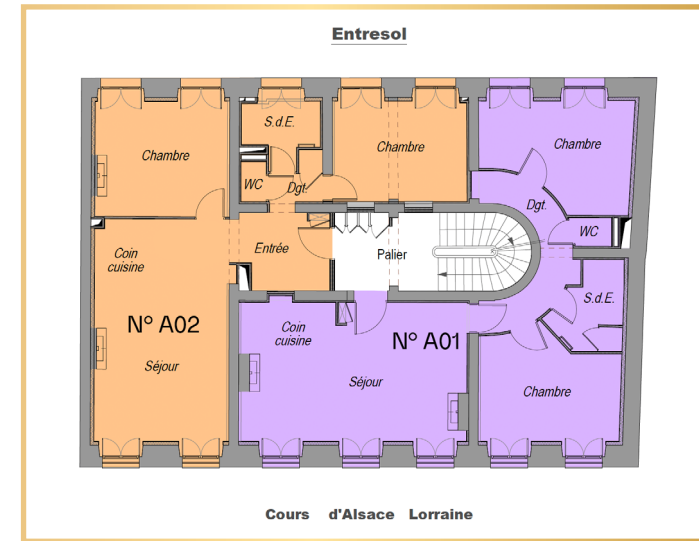 Entresol
S.d.E.
Chambre
Chambre
Chambre
WC
Dgt.
Dgt.
WC
Entrée
Palier
Coin
cuisine
S.d.E.
N° A02
Coin
cuisine
N° A01
Séjour
Séjour
Chambre
Cours d'Alsace Lorraine